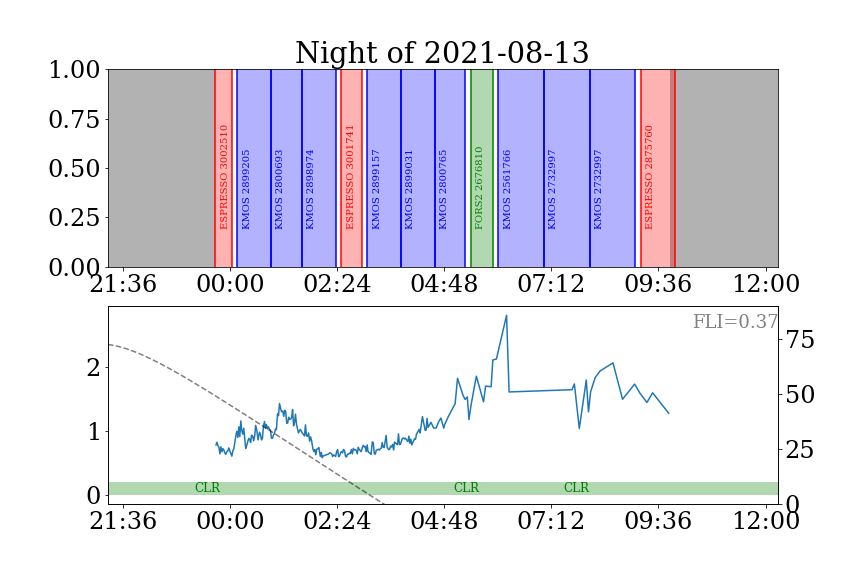 Night of 2021-08-13
1.00
0.75
0.50
0.25
0.00
ESPRESSO 3002510
KMOS 2899205
KMOS 2800693
KMOS 2898974
ESPRESSO 3001741
KMOS 2899157
KMOS 2899031
KMOS 2800765
FORS2 2676810
KMOS 2561766
KMOS 2732997
KMOS 2732997
ESPRESSO 2875760
21:36 00:00 02:24 04:48 07:12 09:36 12:00
FLI=0.37
2
1
0
75
50
25
0
CLR CLR CLR
21:36 00:00 02:24 04:48 07:12 09:36 12:00